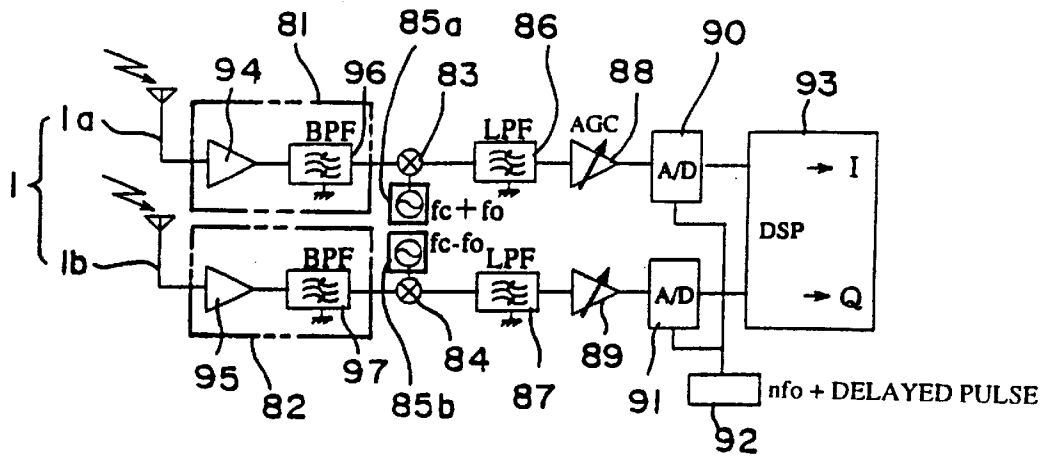 81
85a
94
96
83
86
90
93
1a
BPF
LPF
AGC
88
A/D
I
fc+fo
1
fc-fo
DSP
1b
BPF
LPF
A/D
Q
95
82
97
85b
84
87
89
91
92
nfo + DELAYED PULSE